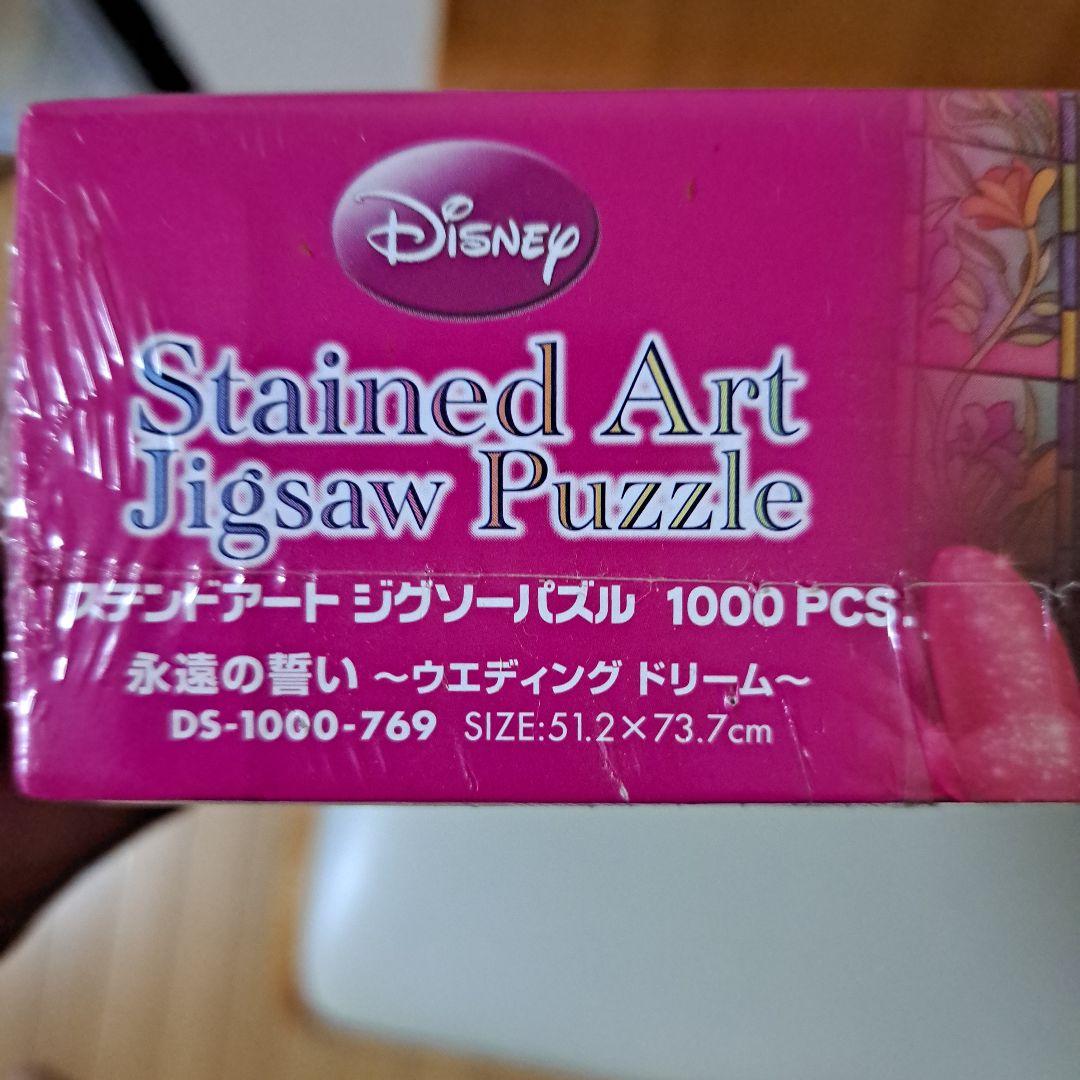 Disney
Stained Art
Jigsaw Puzzle
ステンドアート ジグソーパズル 1000 PCS.
永遠の誓い ～ウエディング ドリーム～
DS-1000-769 SIZE:51.2×73.7cm